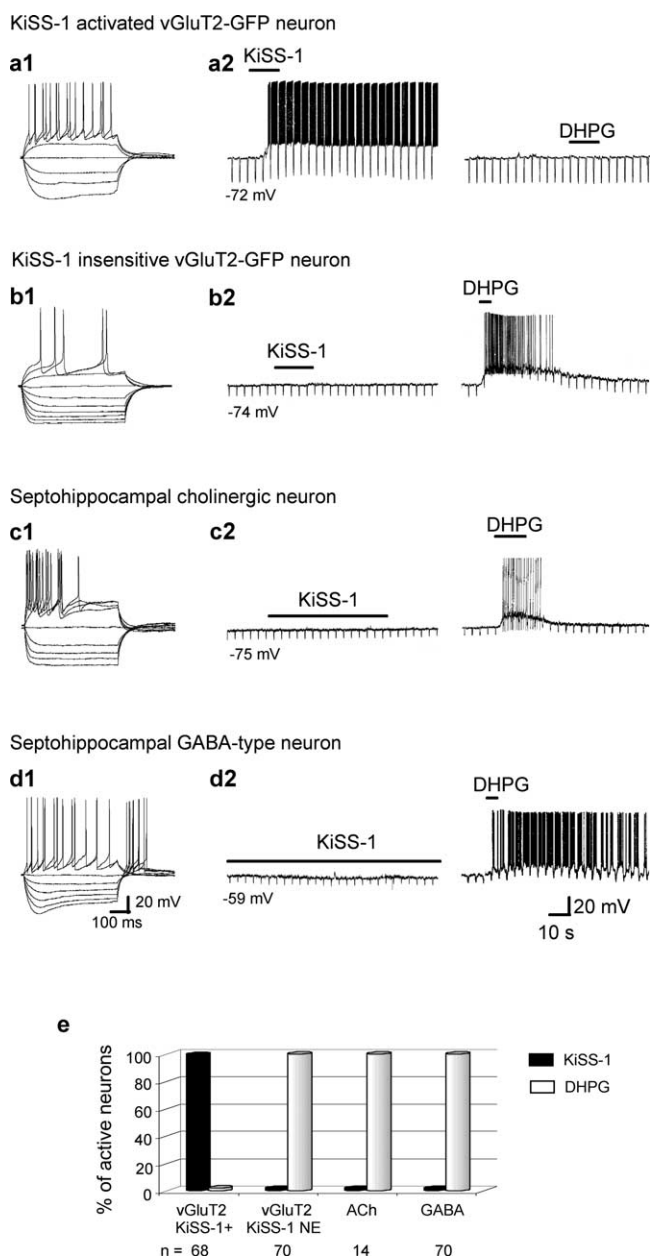 KiSS-1 activated vGluT2-GFP neuron
a1
a2
KiSS-1
DHPG
-72 mV
KiSS-1 insensitive vGluT2-GFP neuron
b1
b2
DHPG
KiSS-1
-74 mV
Septohippocampal cholinergic neuron
c1
c2
DHPG
KiSS-1
-75 mV
Septohippocampal GABA-type neuron
d1
d2
DHPG
KiSS-1
-59 mV
20 mV
100 ms
20 mV
10 s
e
% of active neurons
100
80
60
40
20
0
KiSS-1
DHPG
vGluT2 KiSS-1+
vGluT2 KiSS-1 NE
ACh
GABA
n = 68 70 14 70